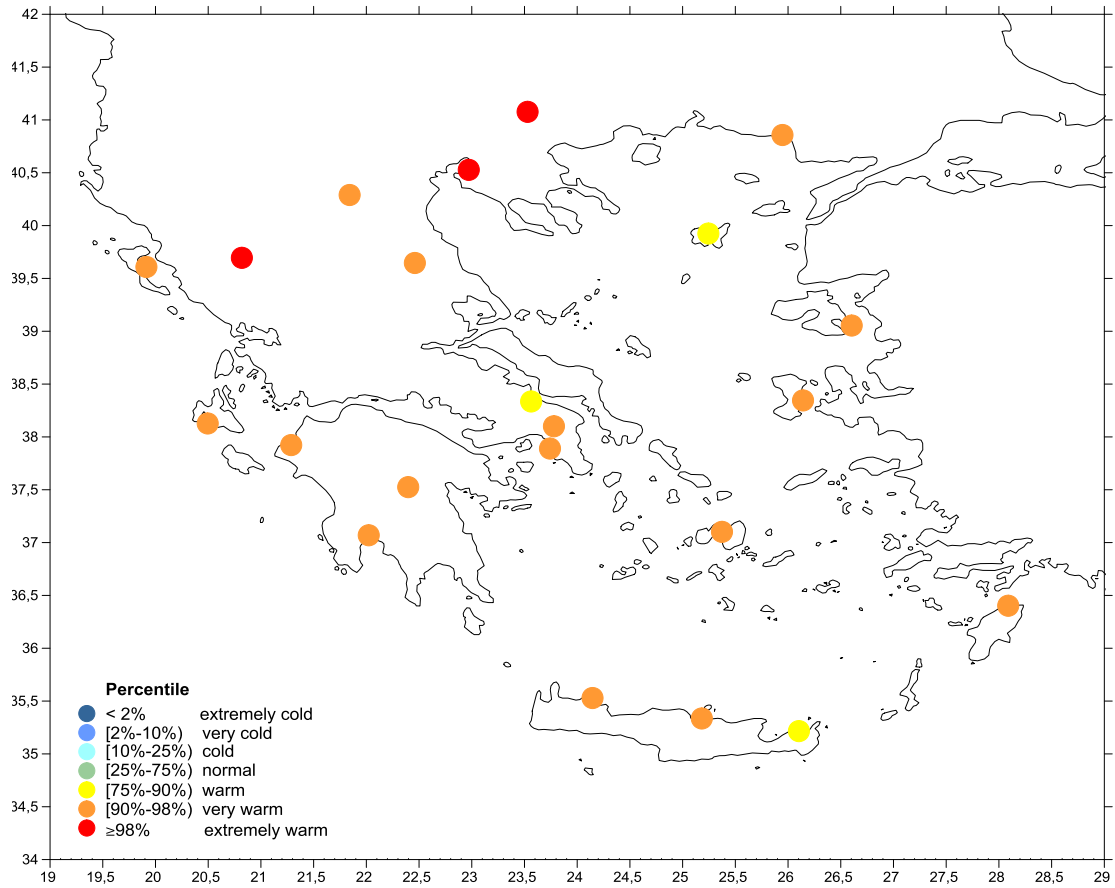 42
41,5
41
40,5
40
39,5
39
38,5
38
37,5
37
36,5
36
35,5
35
34,5
34
Percentile
< 2% extremely cold
[2%-10%) very cold
[10%-25%) cold
[25%-75%) normal
[75%-90%) warm
[90%-98%) very warm
≥98% extremely warm
19 19,5 20 20,5 21 21,5 22 22,5 23 23,5 24 24,5 25 25,5 26 26,5 27 27,5 28 28,5 29